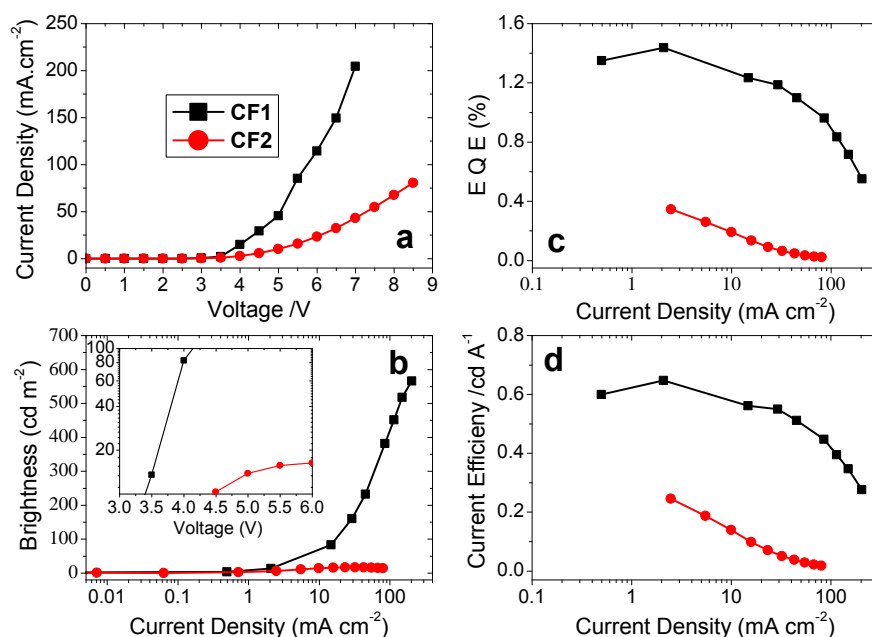 250
200
150
100
50
0
Current Density (mA.cm-2)
CF1
CF2
a
0 1 2 3 4 5 6 7 8 9
Voltage /V
1.6
1.2
0.8
0.4
0.0
E Q E (%)
c
0.1 1 10 100
Current Density (mA cm-2)
700
600
500
400
300
200
100
0
Brightness (cd m-2)
b
100
80
60
40
20
3.0 3.5 4.0 4.5 5.0 5.5 6.0
Voltage (V)
0.01 0.1 1 10 100
Current Density (mA cm-2)
0.8
0.6
0.4
0.2
0.0
Current Efficieny /cd A-1
d
0.1 1 10 100
Current Density (mA cm-2)